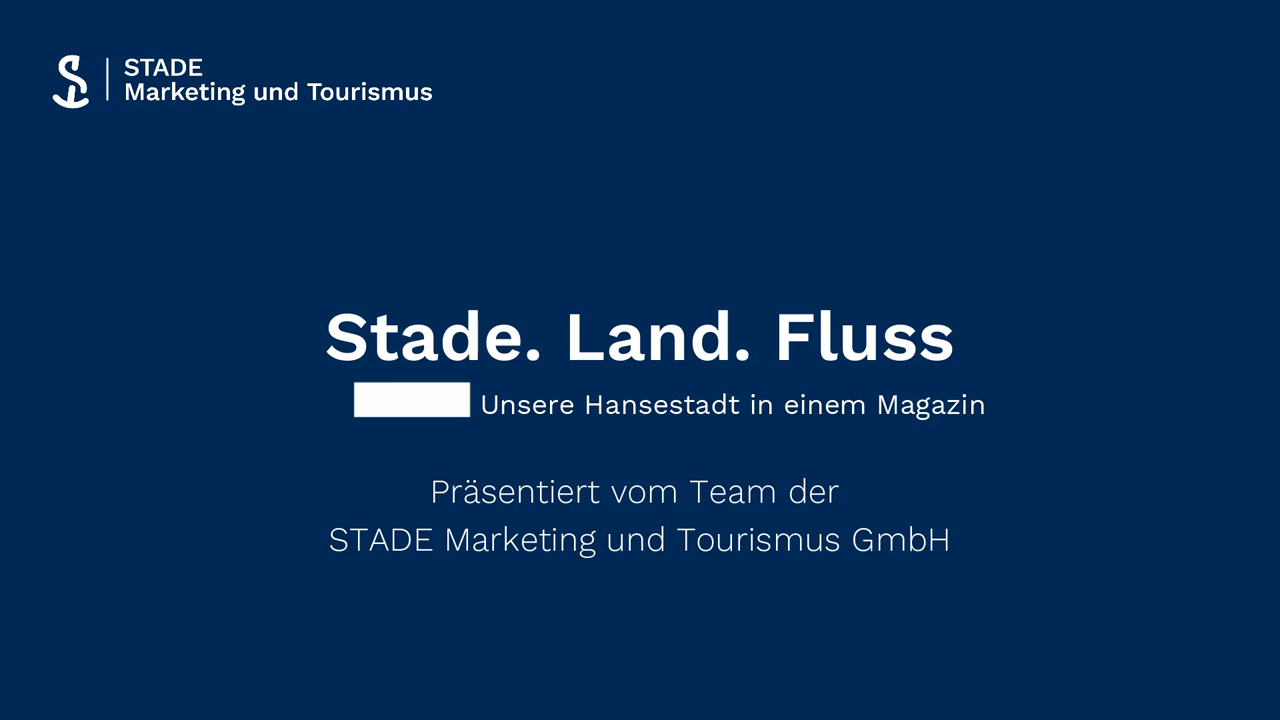 STADE
Marketing und Tourismus
Stade. Land. Fluss
Unsere Hansestadt in einem Magazin
Präsentiert vom Team der
STADE Marketing und Tourismus GmbH